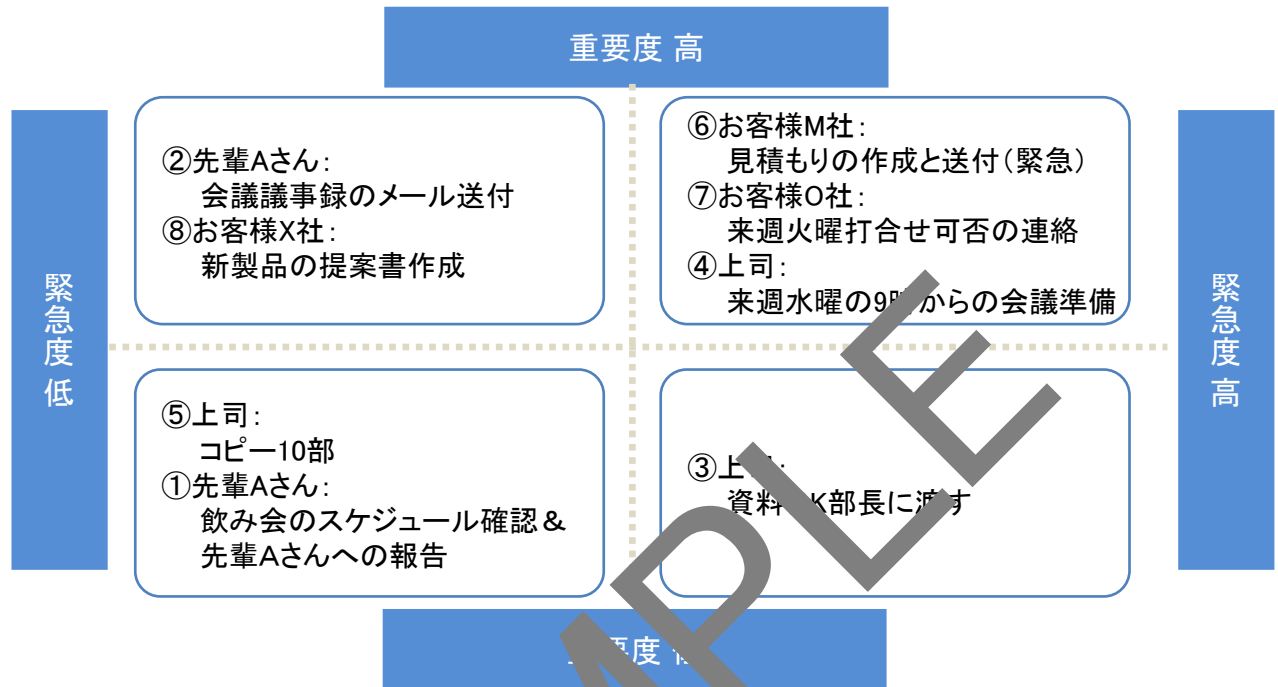 重要度 高
緊急度 低
②先輩Aさん:
会議議事録のメール送付
⑧お客様X社:
新製品の提案書作成
⑥お客様M社:
見積もりの作成と送付(緊急)
⑦お客様O社:
来週火曜打合せ可否の連絡
④上司:
来週水曜の9時からの会議準備
緊急度 高
⑤上司:
コピー10部
①先輩Aさん:
飲み会のスケジュール確認&
先輩Aさんへの報告
③上
資料 K部長に渡す
要度
MPLE